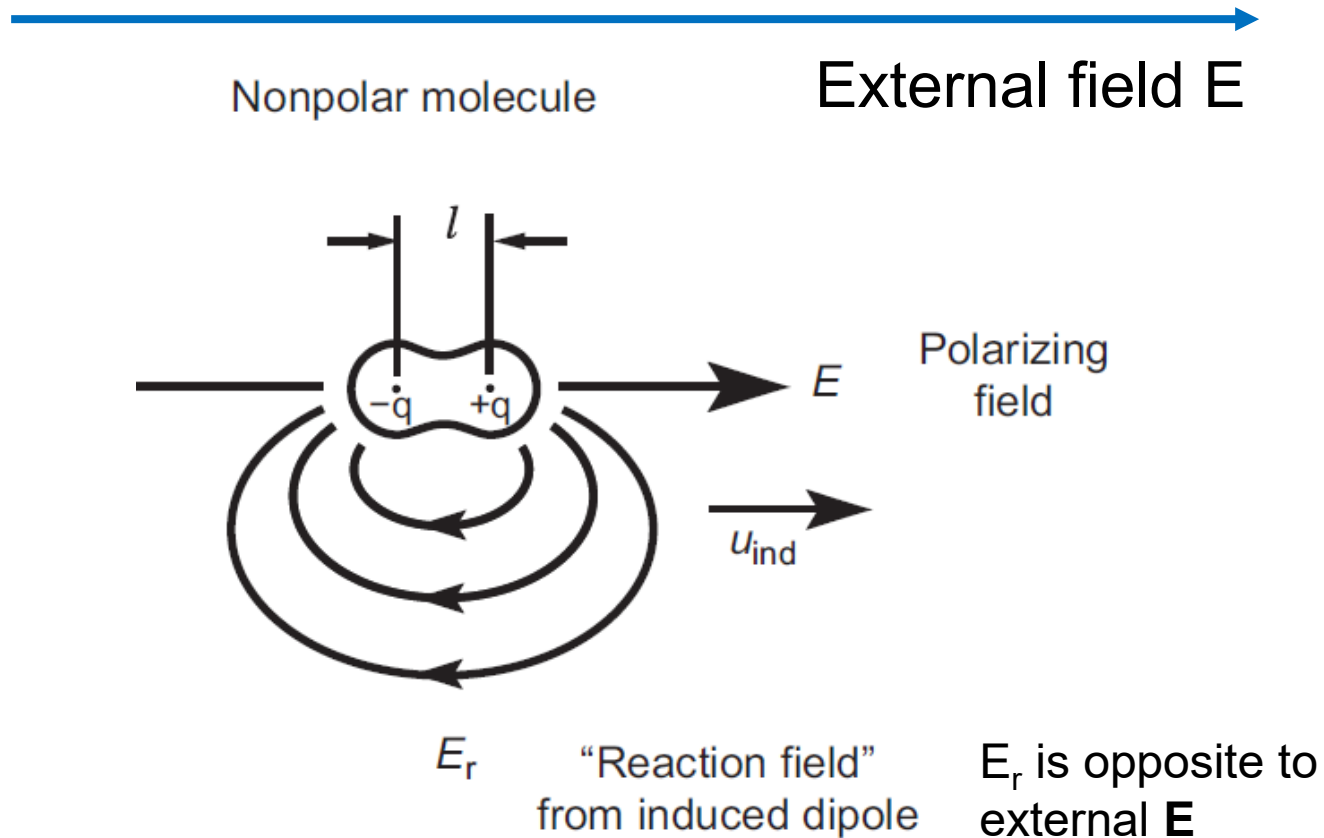 External field E
Nonpolar molecule
l
−q +q
E
Polarizing
field
u_ind
E_r
“Reaction field”
from induced dipole
E_r is opposite to
external E